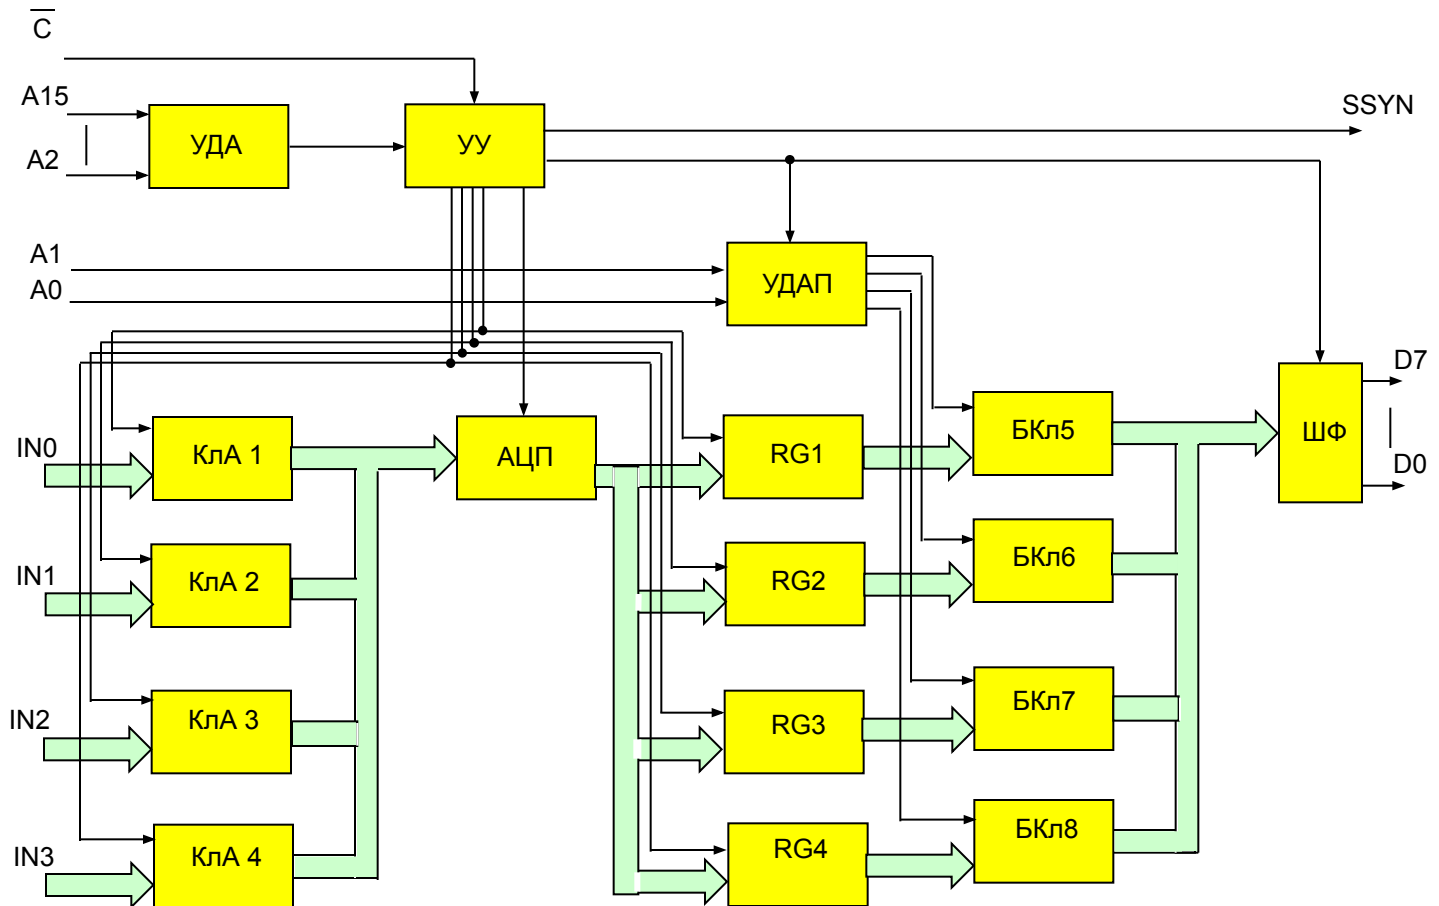 C
A15
SSYN
УДА
УУ
A2
A1
A0
УДАП
D7
IN0
КлА 1
АЦП
RG1
БКл5
ШФ
D0
IN1
КлА 2
RG2
БКл6
IN2
КлА 3
RG3
БКл7
IN3
КлА 4
RG4
БКл8